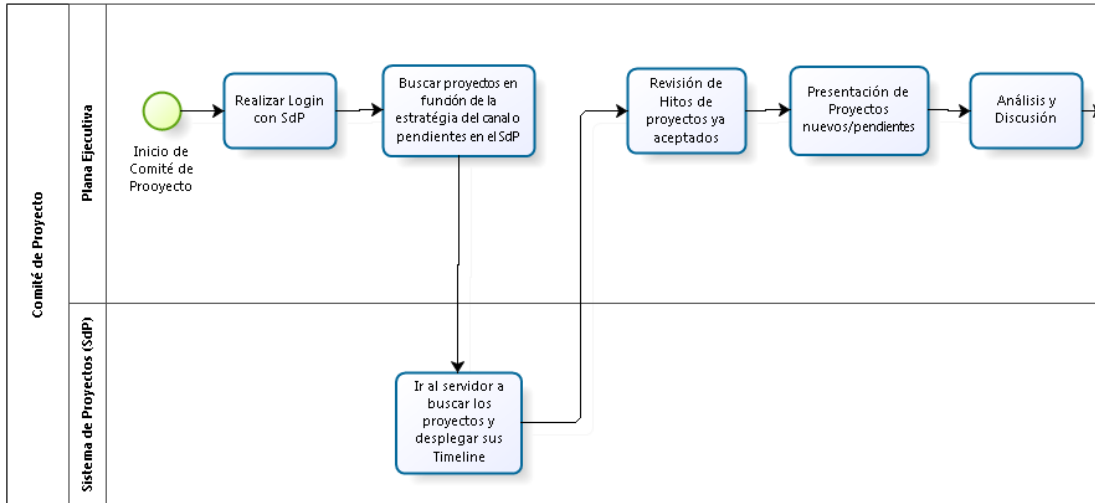 Comité de Proyecto
Plana Ejecutiva
Inicio de
Comité de
Prooyecto
Realizar Login
con SdP
Buscar proyectos en
función de la
estratégia del canal o
pendientes en el SdP
Revisión de
Hitos de
proyectos ya
aceptados
Presentación de
Proyectos
nuevos/pendientes
Análisis y
Discusión
Sistema de Proyectos (SdP)
Ir al servidor a
buscar los
proyectos y
desplegar sus
Timeline